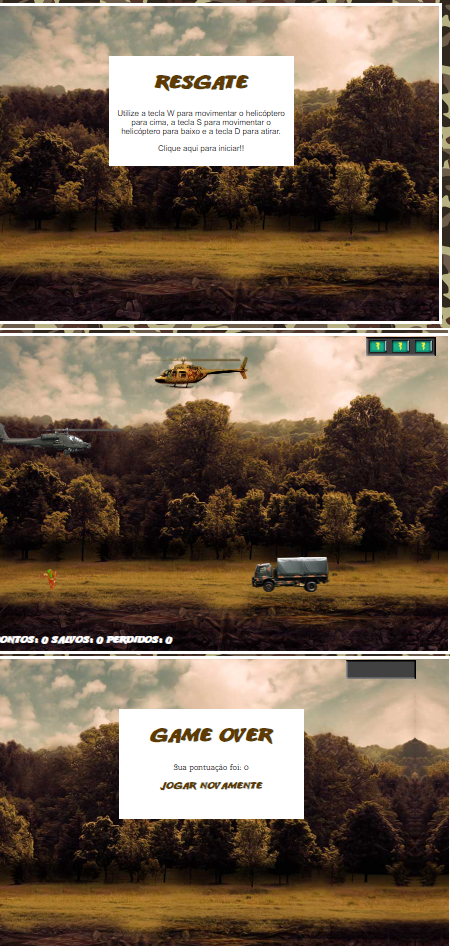 RESGATE
Utilize a tecla W para movimentar o helicóptero
para cima, a tecla S para movimentar o
helicóptero para baixo e a tecla D para atirar.
Clique aqui para iniciar!!
ONTOS: 0 SALVOS: 0 PERDIDOS: 0
GAME OVER
Sua pontuação foi: 0
JOGAR NOVAMENTE